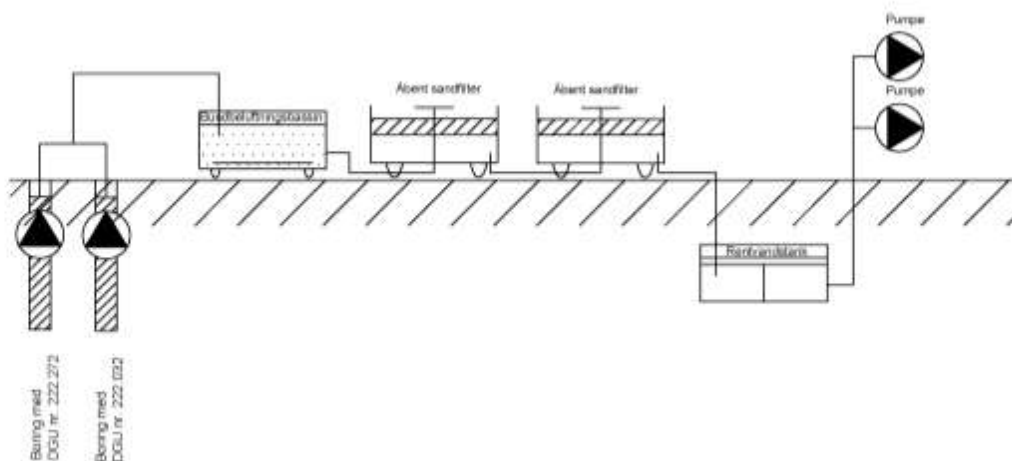 Pumpe
Pumpe
Åbent sandfilter
Åbent sandfilter
Bundbeluftningsbassin
Rentvandstank
Boring med
DGU nr. 222.272
Boring med
DGU nr. 222.032